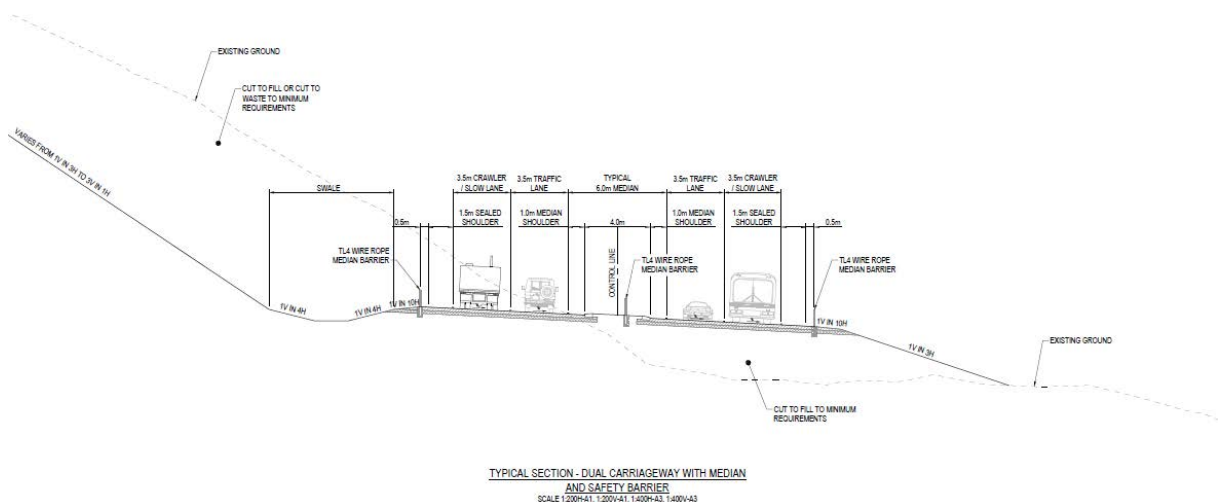 EXISTING GROUND
CUT TO FILL OR CUT TO
WASTE TO MINIMUM
REQUIREMENTS
VARIES FROM 1V IN 3H TO 3V IN 1H
SWALE
3.5m CRAWLER
/ SLOW LANE
3.5m TRAFFIC
LANE
TYPICAL
6.0m MEDIAN
3.5m TRAFFIC
LANE
3.5m CRAWLER
/ SLOW LANE
0.5m
1.5m SEALED
SHOULDER
1.0m MEDIAN
SHOULDER
4.0m
1.0m MEDIAN
SHOULDER
1.5m SEALED
SHOULDER
0.5m
TL4 WIRE ROPE
MEDIAN BARRIER
CONTROL LINE
TL4 WIRE ROPE
MEDIAN BARRIER
TL4 WIRE ROPE
MEDIAN BARRIER
1V IN 4H
1V IN 4H
1V IN 10H
1V IN 10H
1V IN 3H
EXISTING GROUND
CUT TO FILL TO MINIMUM
REQUIREMENTS
TYPICAL SECTION - DUAL CARRIAGEWAY WITH MEDIAN
AND SAFETY BARRIER
SCALE 1:200H-A1, 1:200V-A1, 1:400H-A3, 1:400V-A3